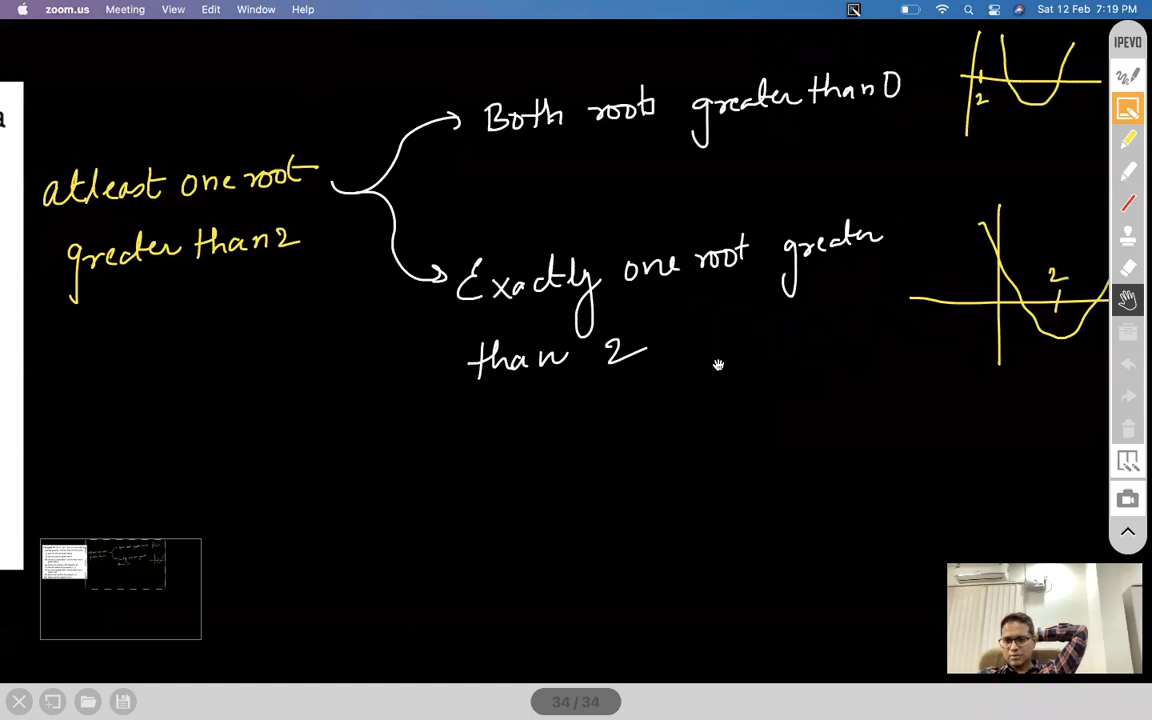 zoom.us Meeting View Edit Window Help
Sat 12 Feb 7:19 PM
IPEVO
a
Both roots greater than 0
2
atleast one root
greater than 2
Exactly one root greater
than 2
2
34 / 34